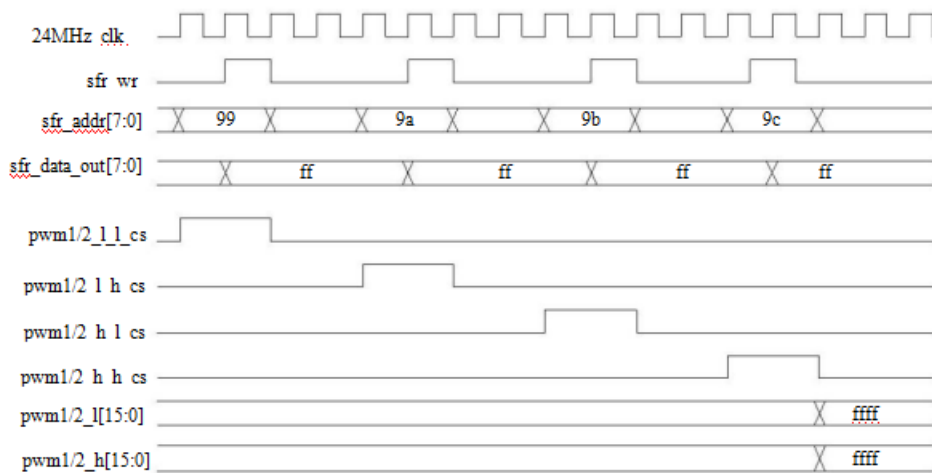 24MHz clk
sfr wr
sfr_addr[7:0] 99 9a 9b 9c
sfr_data_out[7:0] ff ff ff ff
pwm1/2_l_l_cs
pwm1/2 l h cs
pwm1/2 h l cs
pwm1/2 h h cs
pwm1/2_l[15:0] ffff
pwm1/2_h[15:0] ffff